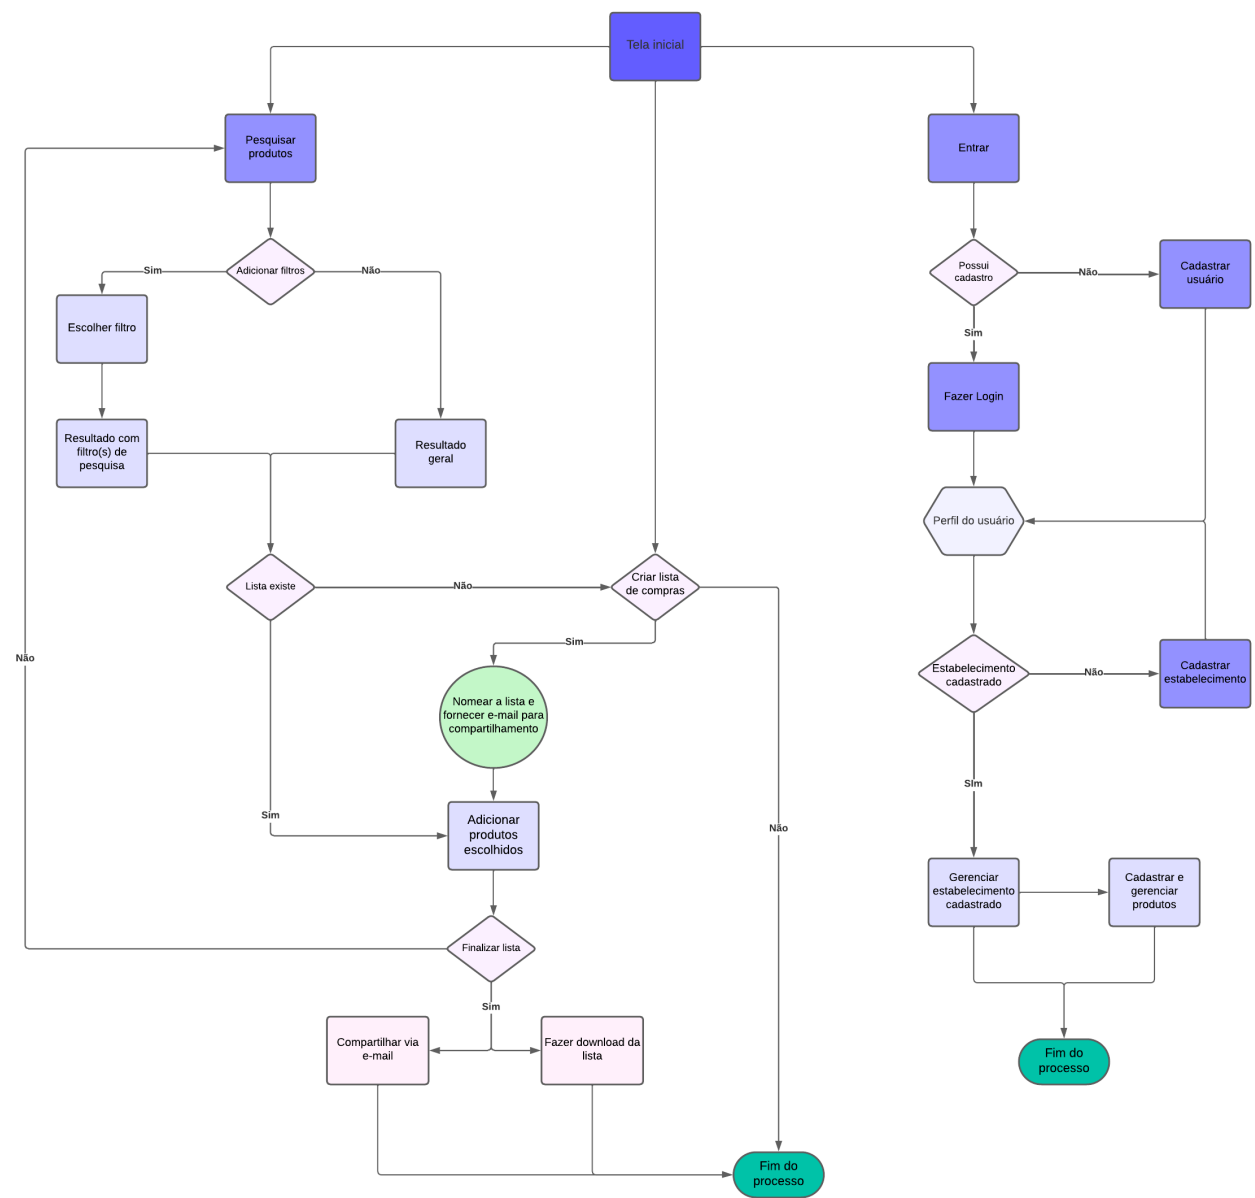 Tela inicial
Pesquisar
produtos
Entrar
Adicionar filtros
Sim
Não
Possui
cadastro
Não
Cadastrar
usuário
Escolher filtro
Sim
Fazer Login
Resultado com
filtro(s) de
pesquisa
Resultado
geral
Perfil do usuário
Lista existe
Não
Criar lista
de compras
Sim
Não
Estabelecimento
cadastrado
Não
Cadastrar
estabelecimento
Nomear a lista e
fornecer e-mail para
compartilhamento
SIm
Sim
Adicionar
produtos
escolhidos
Não
Gerenciar
estabelecimento
cadastrado
Cadastrar e
gerenciar
produtos
Finalizar lista
Sim
Compartilhar via
e-mail
Fazer download da
lista
Fim do
processo
Fim do
processo